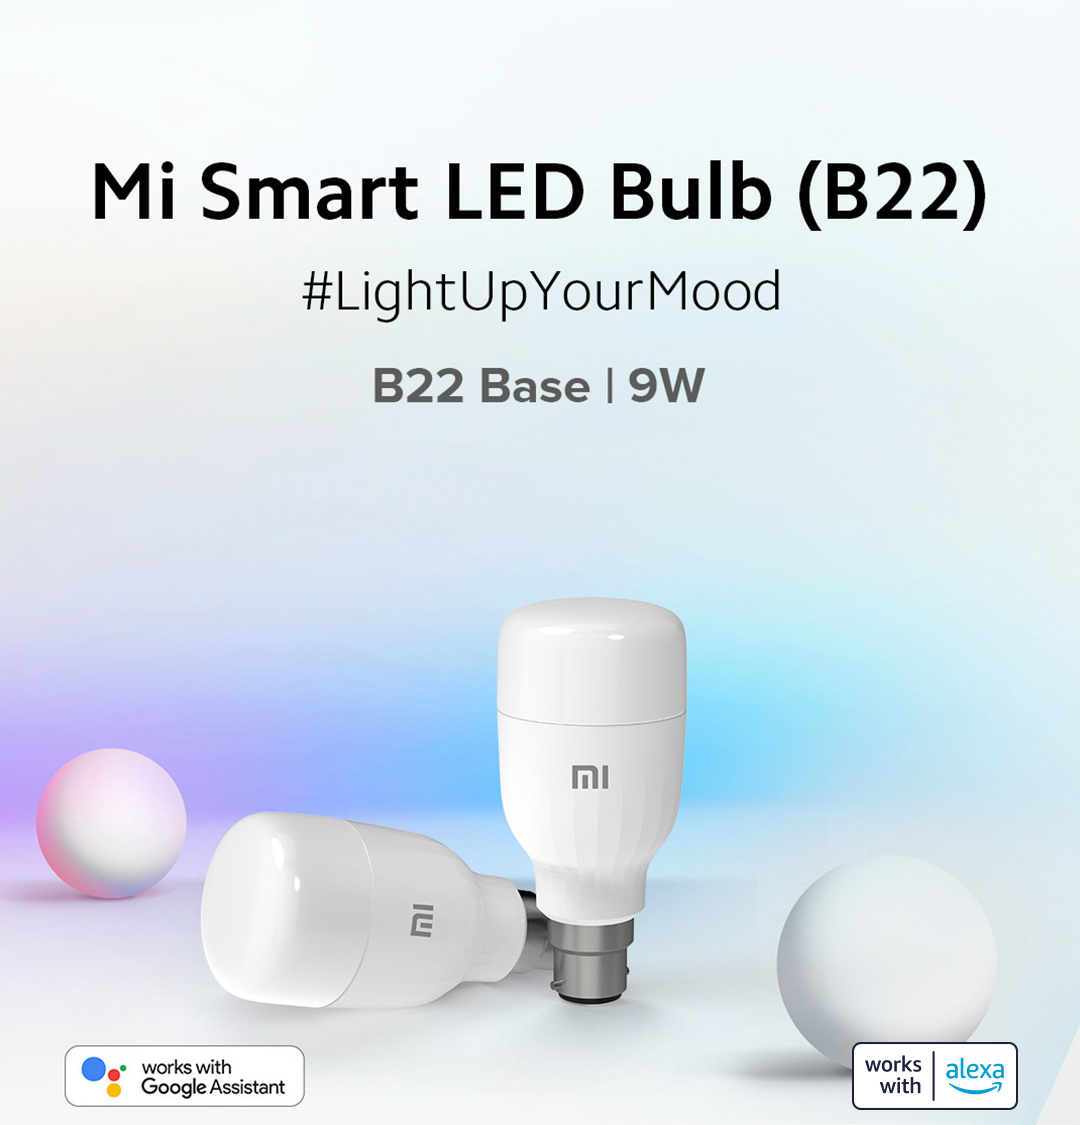 Mi Smart LED Bulb (B22)
#LightUpYourMood
B22 Base | 9W
mi
mi
works with
Google Assistant
works
with
alexa